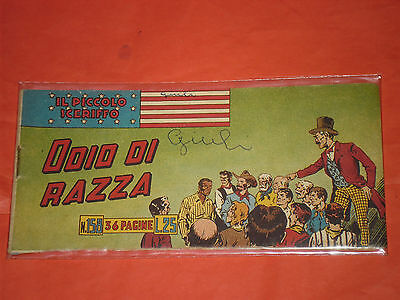 IL PICCOLO
SCERIFFO
ODIO DI
RAZZA
N.158 36 PAGINE L.25